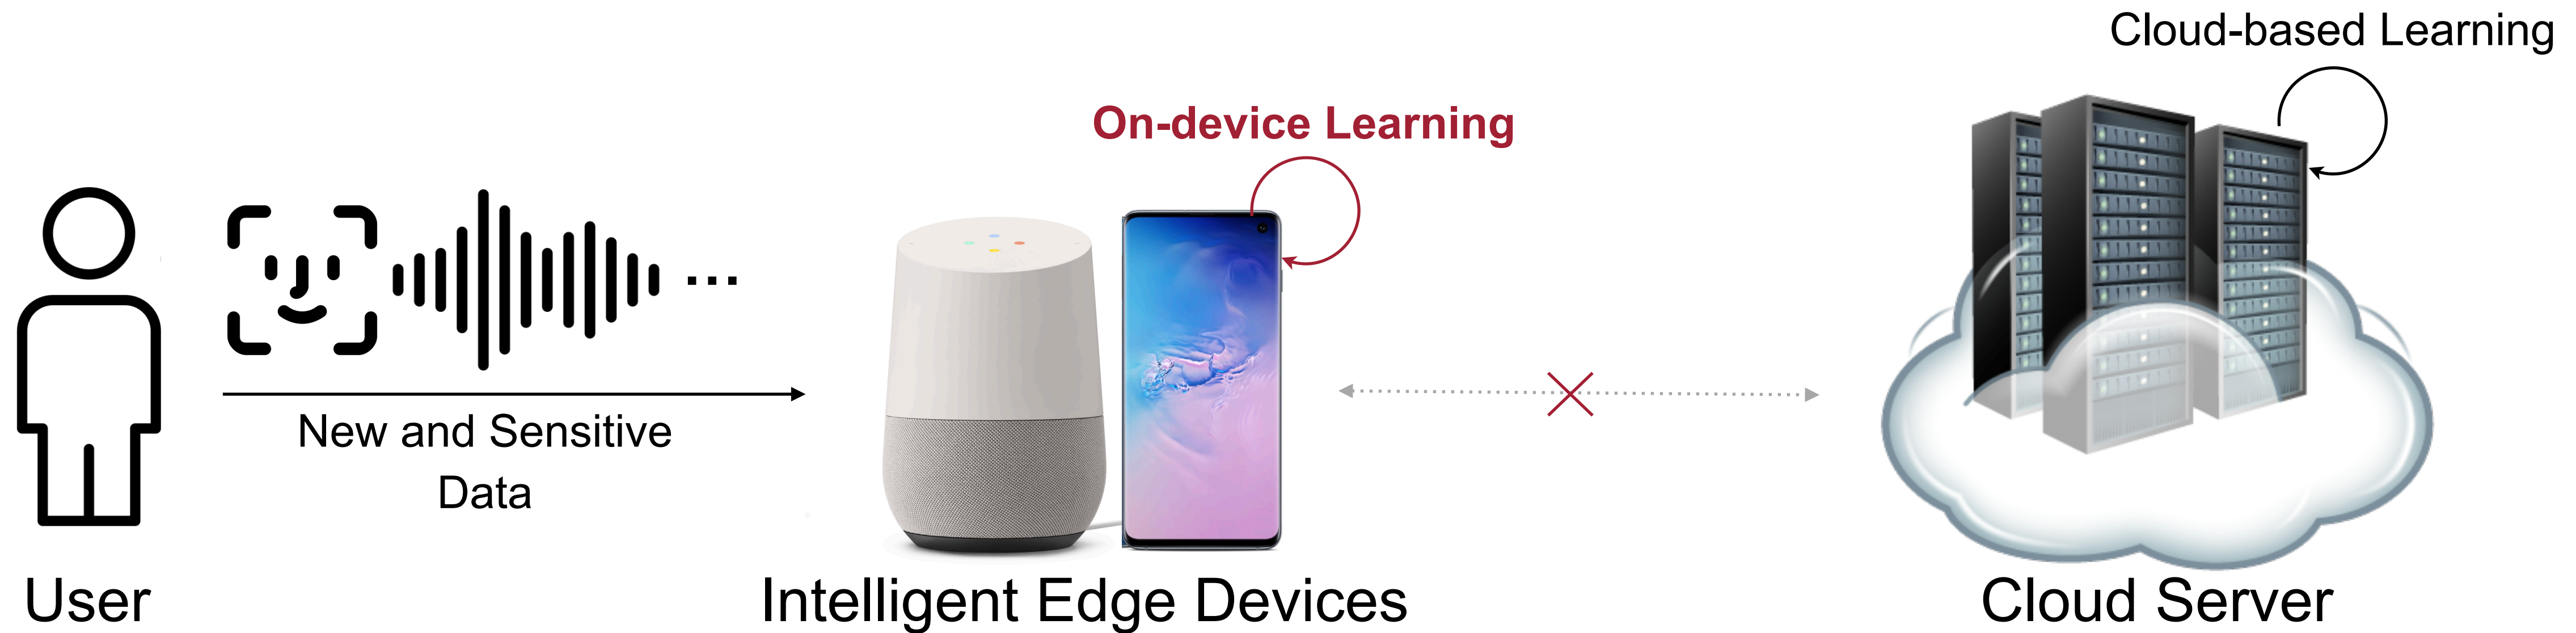 Cloud-based Learning
On-device Learning
...
New and Sensitive
Data
User
Intelligent Edge Devices
Cloud Server